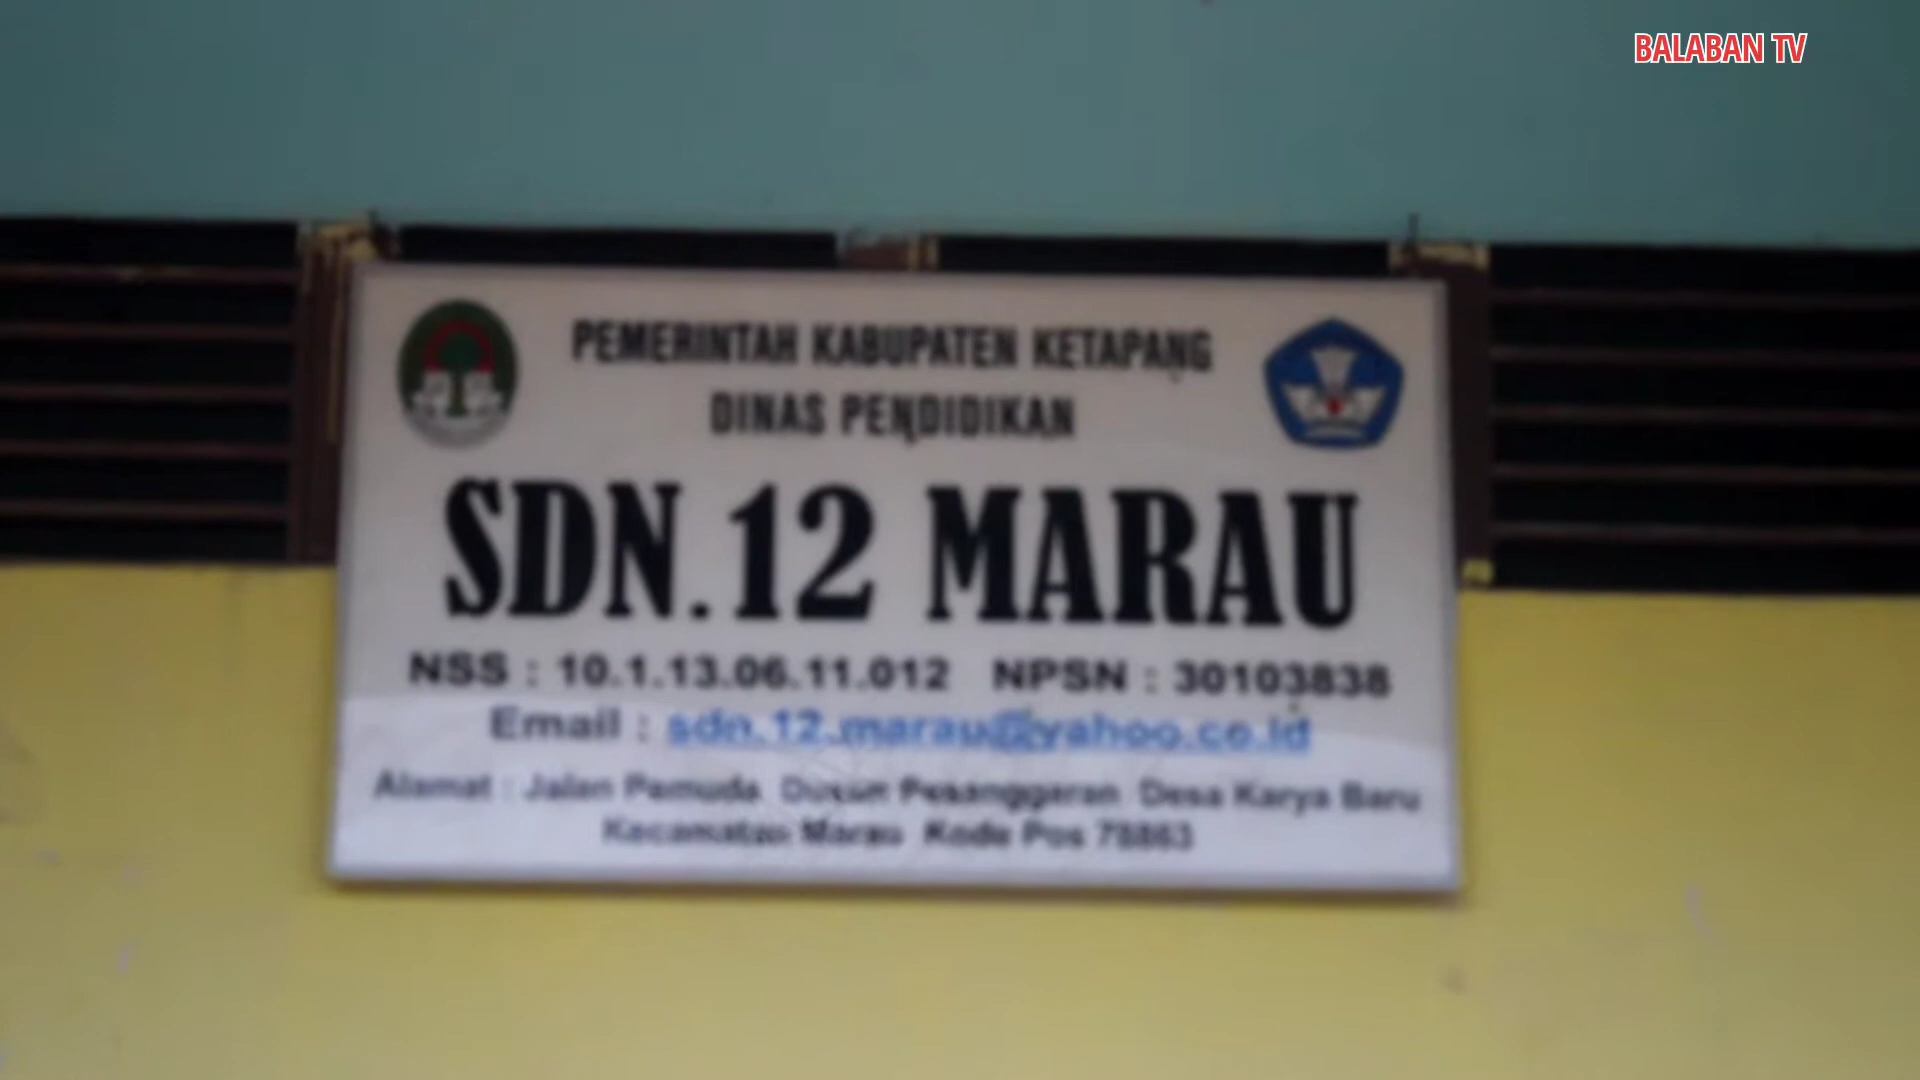 BALABAN TV
PEMERINTAH KABUPATEN KETAPANG
DINAS PENDIDIKAN
SDN.12 MARAU
NSS : 10.1.13.06.11.012 NPSN : 30103838
Email : sdn.12.marau@yahoo.co.id
Alamat : Jalan Pemuda Dusun Pesanggaran Desa Karya Baru
Kecamatan Marau Kode Pos 78863